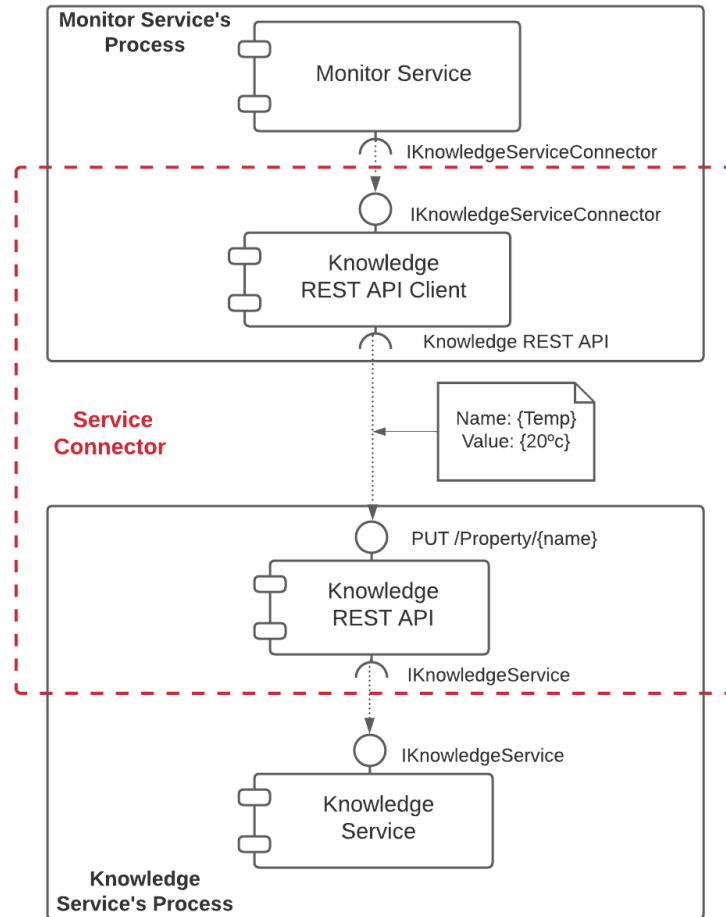 Monitor Service's
Process
Monitor Service
IKnowledgeServiceConnector
IKnowledgeServiceConnector
Knowledge
REST API Client
Knowledge REST API
Name: {Temp}
Value: {20ºc}
Service
Connector
PUT /Property/{name}
Knowledge
REST API
IKnowledgeService
IKnowledgeService
Knowledge
Service
Knowledge
Service's Process